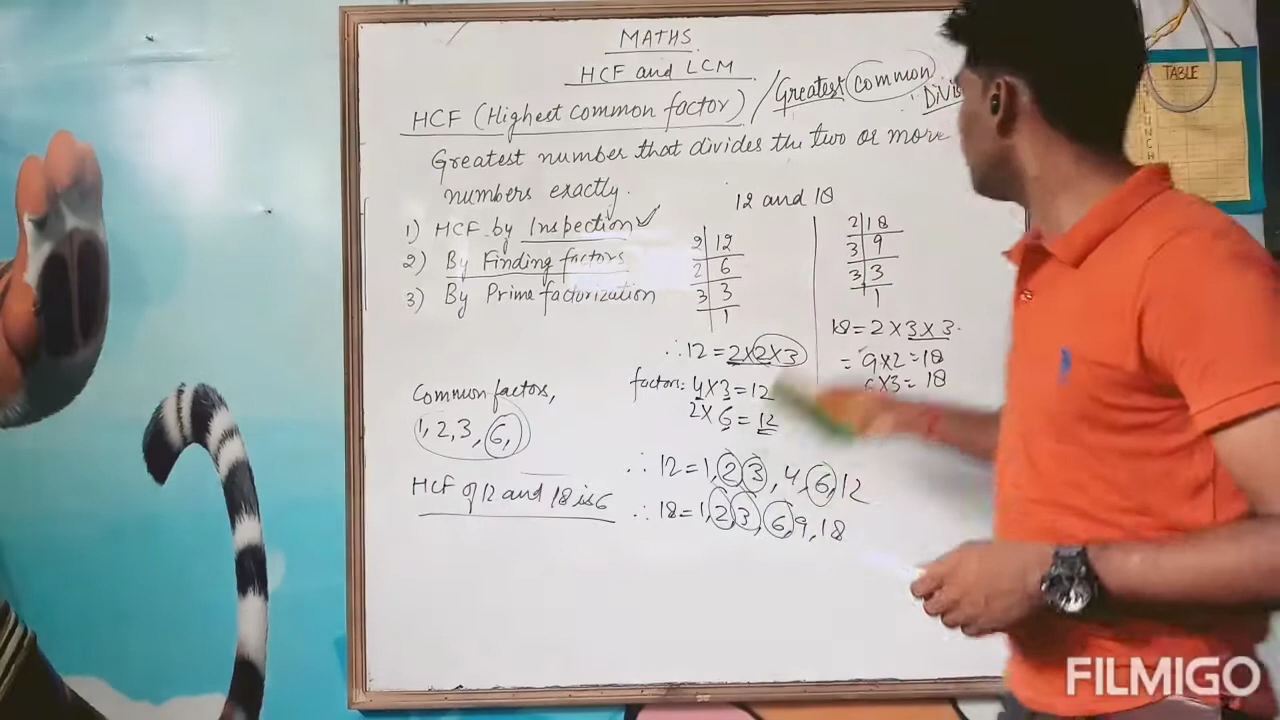 MATHS
HCF and LCM
HCF (Highest common factor) / Greatest common
Greatest number that divides the two or more
numbers exactly.
12 and 18
1) HCF by Inspection ✓
2) By Finding factors
3) By Prime factorization
2 | 12
2 | 6
3 | 3
1
2 | 18
3 | 9
3 | 3
1
∴ 12 = 2×2×3
18 = 2×3×3
= 9×2=18
6×3= 18
factors: 4×3=12
2×6=12
Common factors,
1, 2, 3, 6,
HCF of 12 and 18 is 6
∴ 12 = 1, 2, 3, 4, 6, 12
∴ 18 = 1, 2, 3, 6, 9, 18
TABLE
LUNCH
FILMIGO